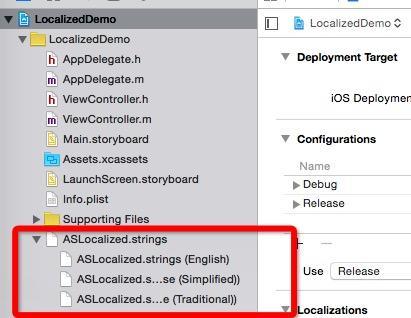 LocalizedDemo
LocalizedDemo
AppDelegate.h
AppDelegate.m
ViewController.h
ViewController.m
Main.storyboard
Assets.xcassets
LaunchScreen.storyboard
Info.plist
Supporting Files
ASLocalized.strings
ASLocalized.strings (English)
ASLocalized.s...se (Simplified))
ASLocalized.s...e (Traditional))
LocalizedDemo
Deployment Target
iOS Deploymen
Configurations
Name
Debug
Release
Use Release
Localizations